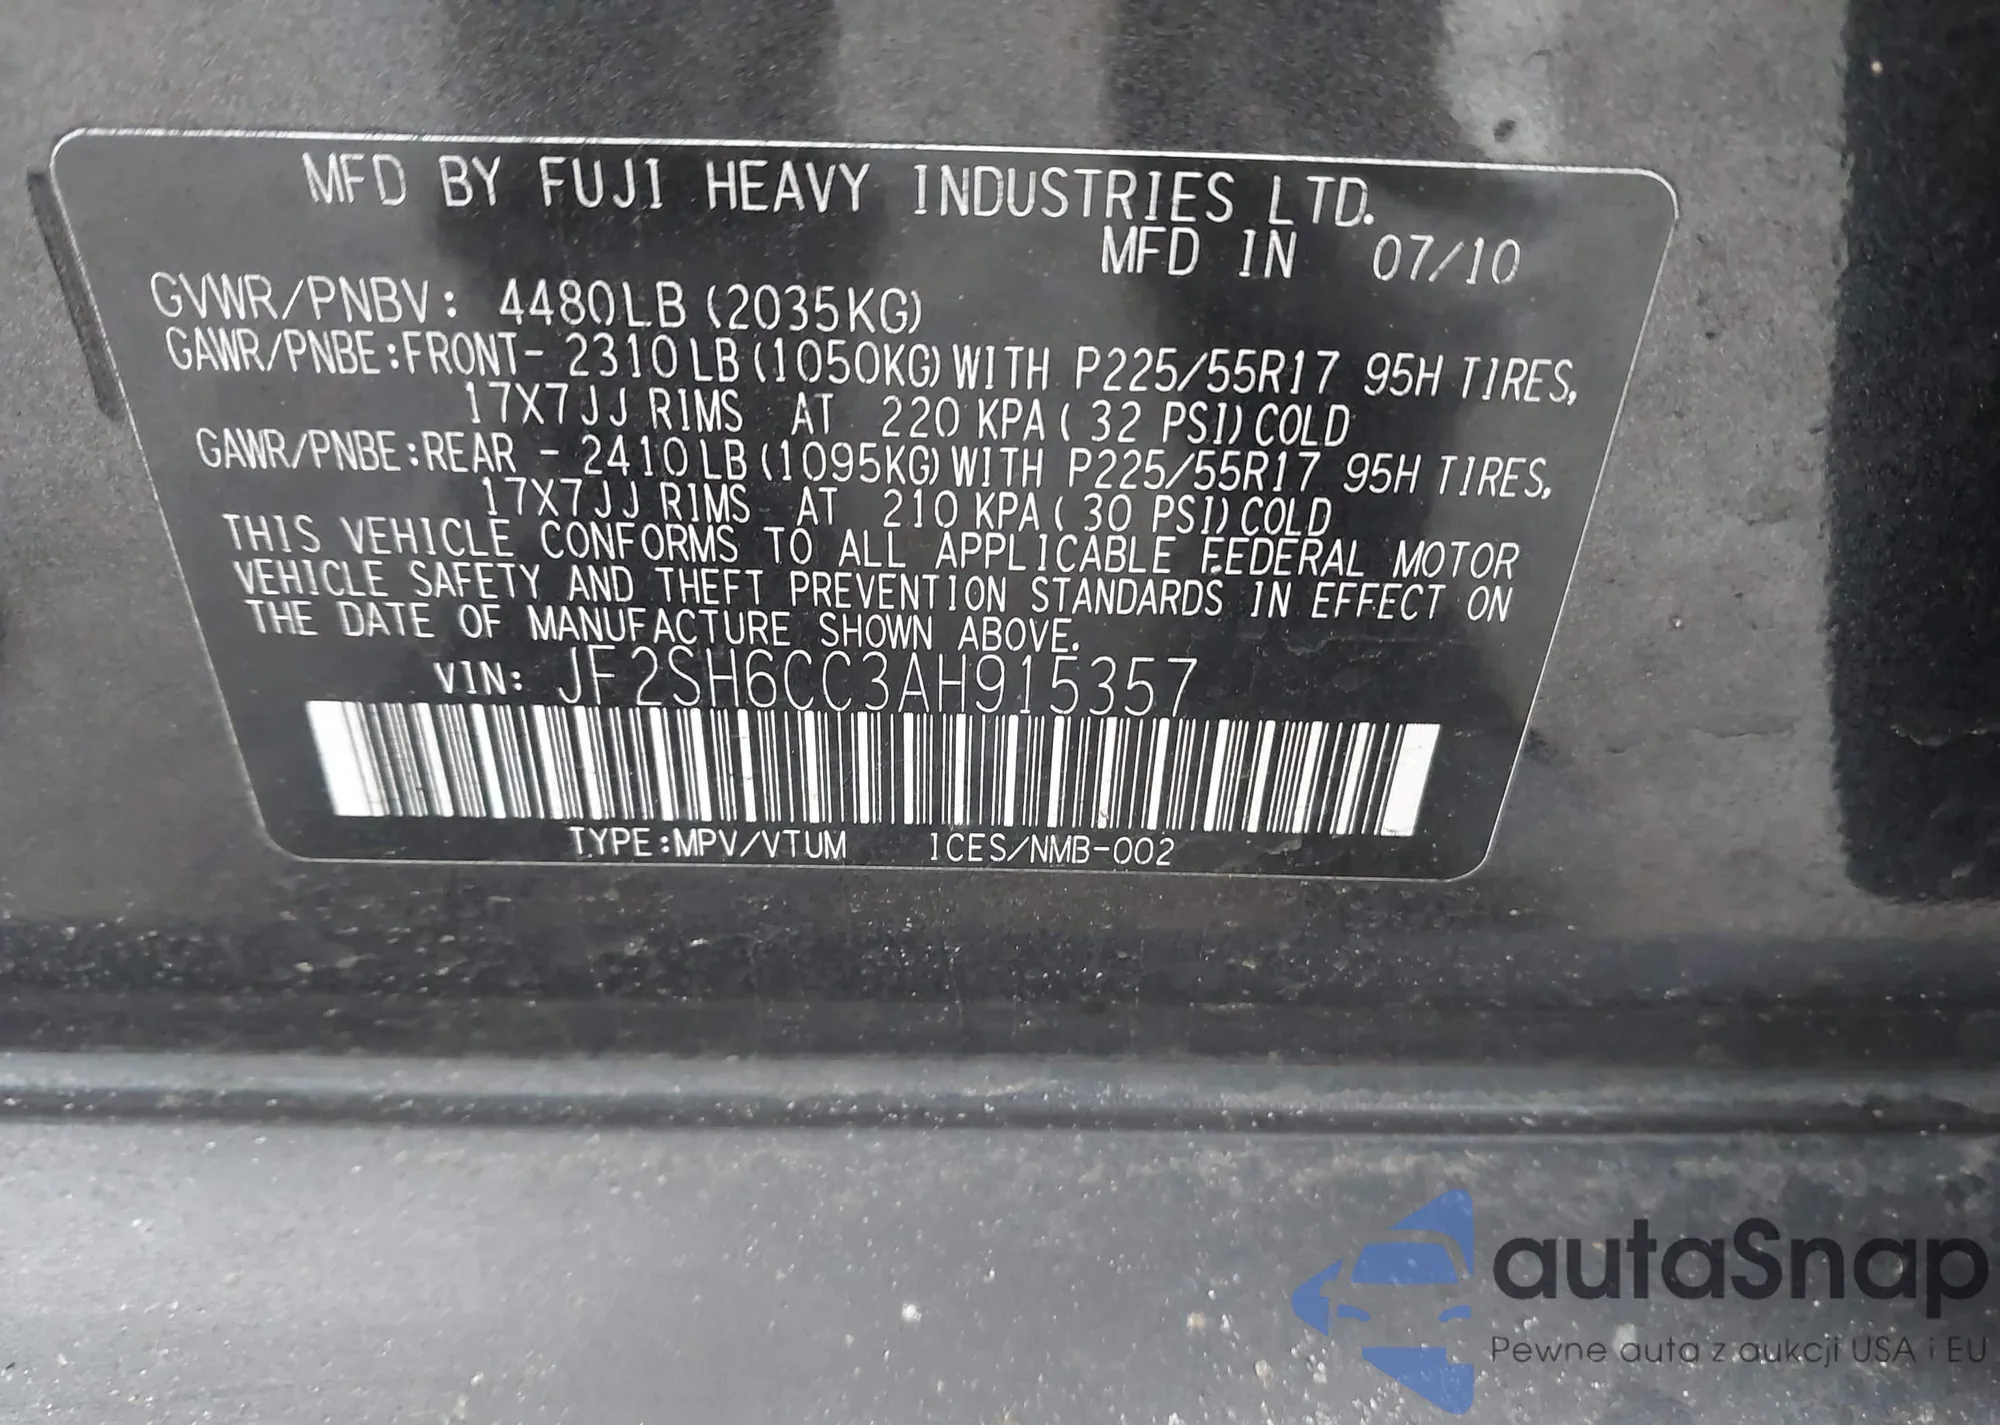 MFD BY FUJI HEAVY INDUSTRIES LTD.
MFD IN 07/10
GVWR/PNBV: 4480LB (2035KG)
GAWR/PNBE:FRONT- 2310LB(1050KG)WITH P225/55R17 95H TIRES,
17X7JJ RIMS AT 220 KPA( 32 PSI)COLD
GAWR/PNBE:REAR - 2410LB(1095KG)WITH P225/55R17 95H TIRES,
17X7JJ RIMS AT 210 KPA( 30 PSI)COLD
THIS VEHICLE CONFORMS TO ALL APPLICABLE FEDERAL MOTOR
VEHICLE SAFETY AND THEFT PREVENTION STANDARDS IN EFFECT ON
THE DATE OF MANUFACTURE SHOWN ABOVE.
VIN: JF2SH6CC3AH915357
TYPE:MPV/VTUM ICES/NMB-002
autaSnap
Pewne auta z aukcji USA i EU